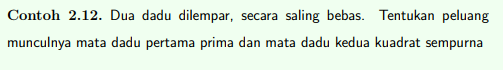 Contoh 2.12. Dua dadu dilempar, secara saling bebas. Tentukan peluang
munculnya mata dadu pertama prima dan mata dadu kedua kuadrat sempurna